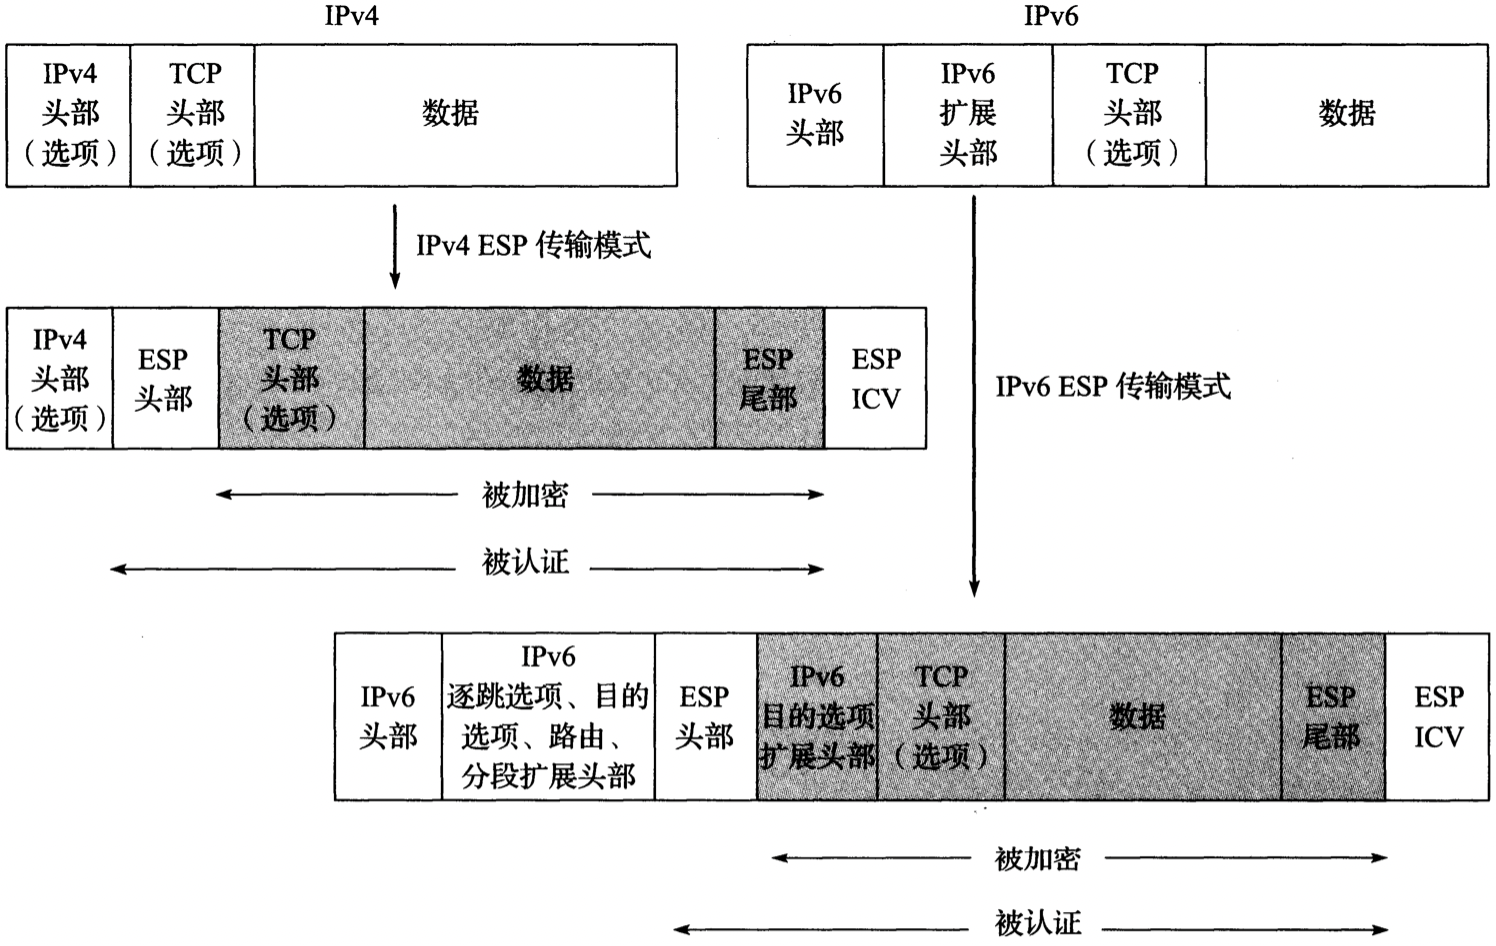 IPv4
IPv4
头部
（选项）
TCP
头部
（选项）
数据
IPv6
IPv6
头部
IPv6
扩展
头部
TCP
头部
（选项）
数据
IPv4 ESP 传输模式
IPv4
头部
（选项）
ESP
头部
TCP
头部
（选项）
数据
ESP
尾部
ESP
ICV
被加密
被认证
IPv6 ESP 传输模式
IPv6
头部
IPv6
逐跳选项、目的
选项、路由、
分段扩展头部
ESP
头部
IPv6
目的选项
扩展头部
TCP
头部
（选项）
数据
ESP
尾部
ESP
ICV
被加密
被认证